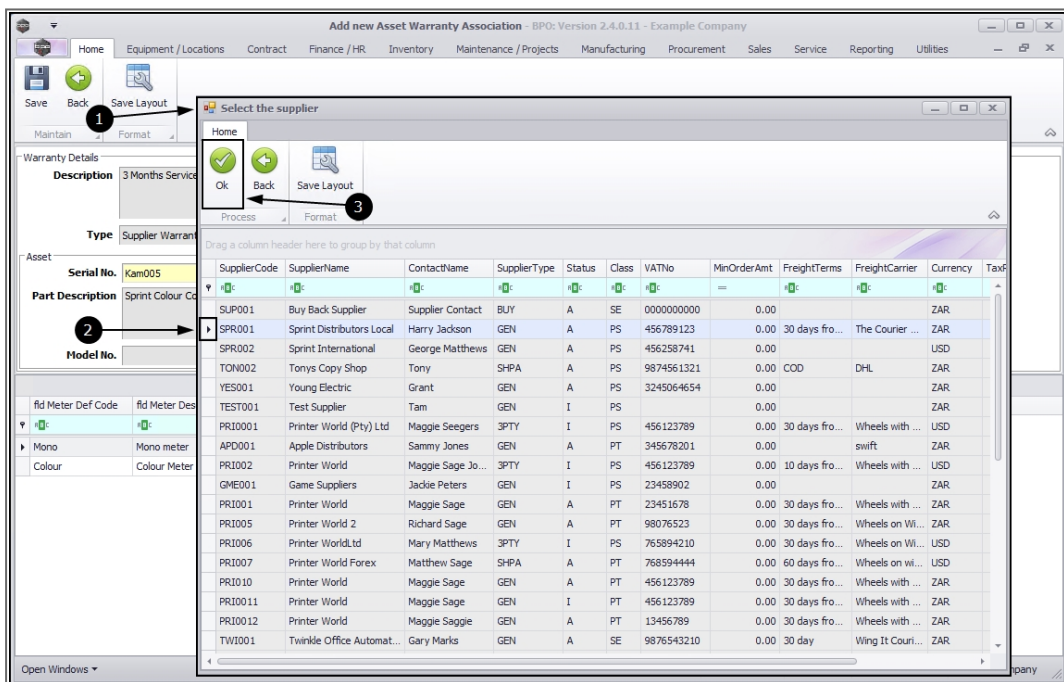 Add new Asset Warranty Association - BPO: Version 2.4.0.11 - Example Company
Home Equipment / Locations Contract Finance / HR Inventory Maintenance / Projects Manufacturing Procurement Sales Service Reporting Utilities
Save Back Save Layout
Maintain Format
1
Warranty Details
Description 3 Months Service
Type Supplier Warrant
Asset
Serial No. Kam005
Part Description Sprint Colour Co
2
Model No.
fld Meter Def Code fld Meter Des
Mono Mono meter
Colour Colour Meter
Select the supplier
Home
Ok Back Save Layout
3
Process Format
Drag a column header here to group by that column
SupplierCode SupplierName ContactName SupplierType Status Class VATNo MinOrderAmt FreightTerms FreightCarrier Currency TaxR
=
SUP001 Buy Back Supplier Supplier Contact BUY A SE 0000000000 0.00 ZAR
SPR001 Sprint Distributors Local Harry Jackson GEN A PS 456789123 0.00 30 days fro... The Courier ... ZAR
SPR002 Sprint International George Matthews GEN A PS 456258741 0.00 USD
TON002 Tonys Copy Shop Tony SHPA A PS 9874561321 0.00 COD DHL ZAR
YES001 Young Electric Grant GEN A PS 3245064654 0.00 ZAR
TEST001 Test Supplier Tam GEN I PS 0.00 ZAR
PRI0001 Printer World (Pty) Ltd Maggie Seegers 3PTY I PS 456123789 0.00 30 days fro... Wheels with ... USD
APD001 Apple Distributors Sammy Jones GEN A PT 345678201 0.00 swift ZAR
PRI002 Printer World Maggie Sage Jo... 3PTY I PS 456123789 0.00 10 days fro... Wheels with ... USD
GME001 Game Suppliers Jackie Peters GEN I PS 23458902 0.00 ZAR
PRI001 Printer World Maggie Sage GEN A PT 23451678 0.00 30 days fro... Wheels with ... ZAR
PRI005 Printer World 2 Richard Sage GEN A PT 98076523 0.00 30 days fro... Wheels on Wi... ZAR
PRI006 Printer WorldLtd Mary Matthews 3PTY I PS 765894210 0.00 30 days fro... Wheels on Wi... USD
PRI007 Printer World Forex Matthew Sage SHPA A PT 768594444 0.00 60 days fro... Wheels on wi... USD
PRI010 Printer World Maggie Sage GEN A PT 456123789 0.00 30 days fro... Wheels with ... ZAR
PRI0011 Printer World Maggie Sage GEN I PT 456123789 0.00 30 days fro... Wheels with ... ZAR
PRI0012 Printer World Maggie Saggie GEN A PT 13456789 0.00 30 days fro... Wheels with ... ZAR
TWI001 Twinkle Office Automat... Gary Marks GEN A SE 9876543210 0.00 30 day Wing It Couri... ZAR
Open Windows mpany